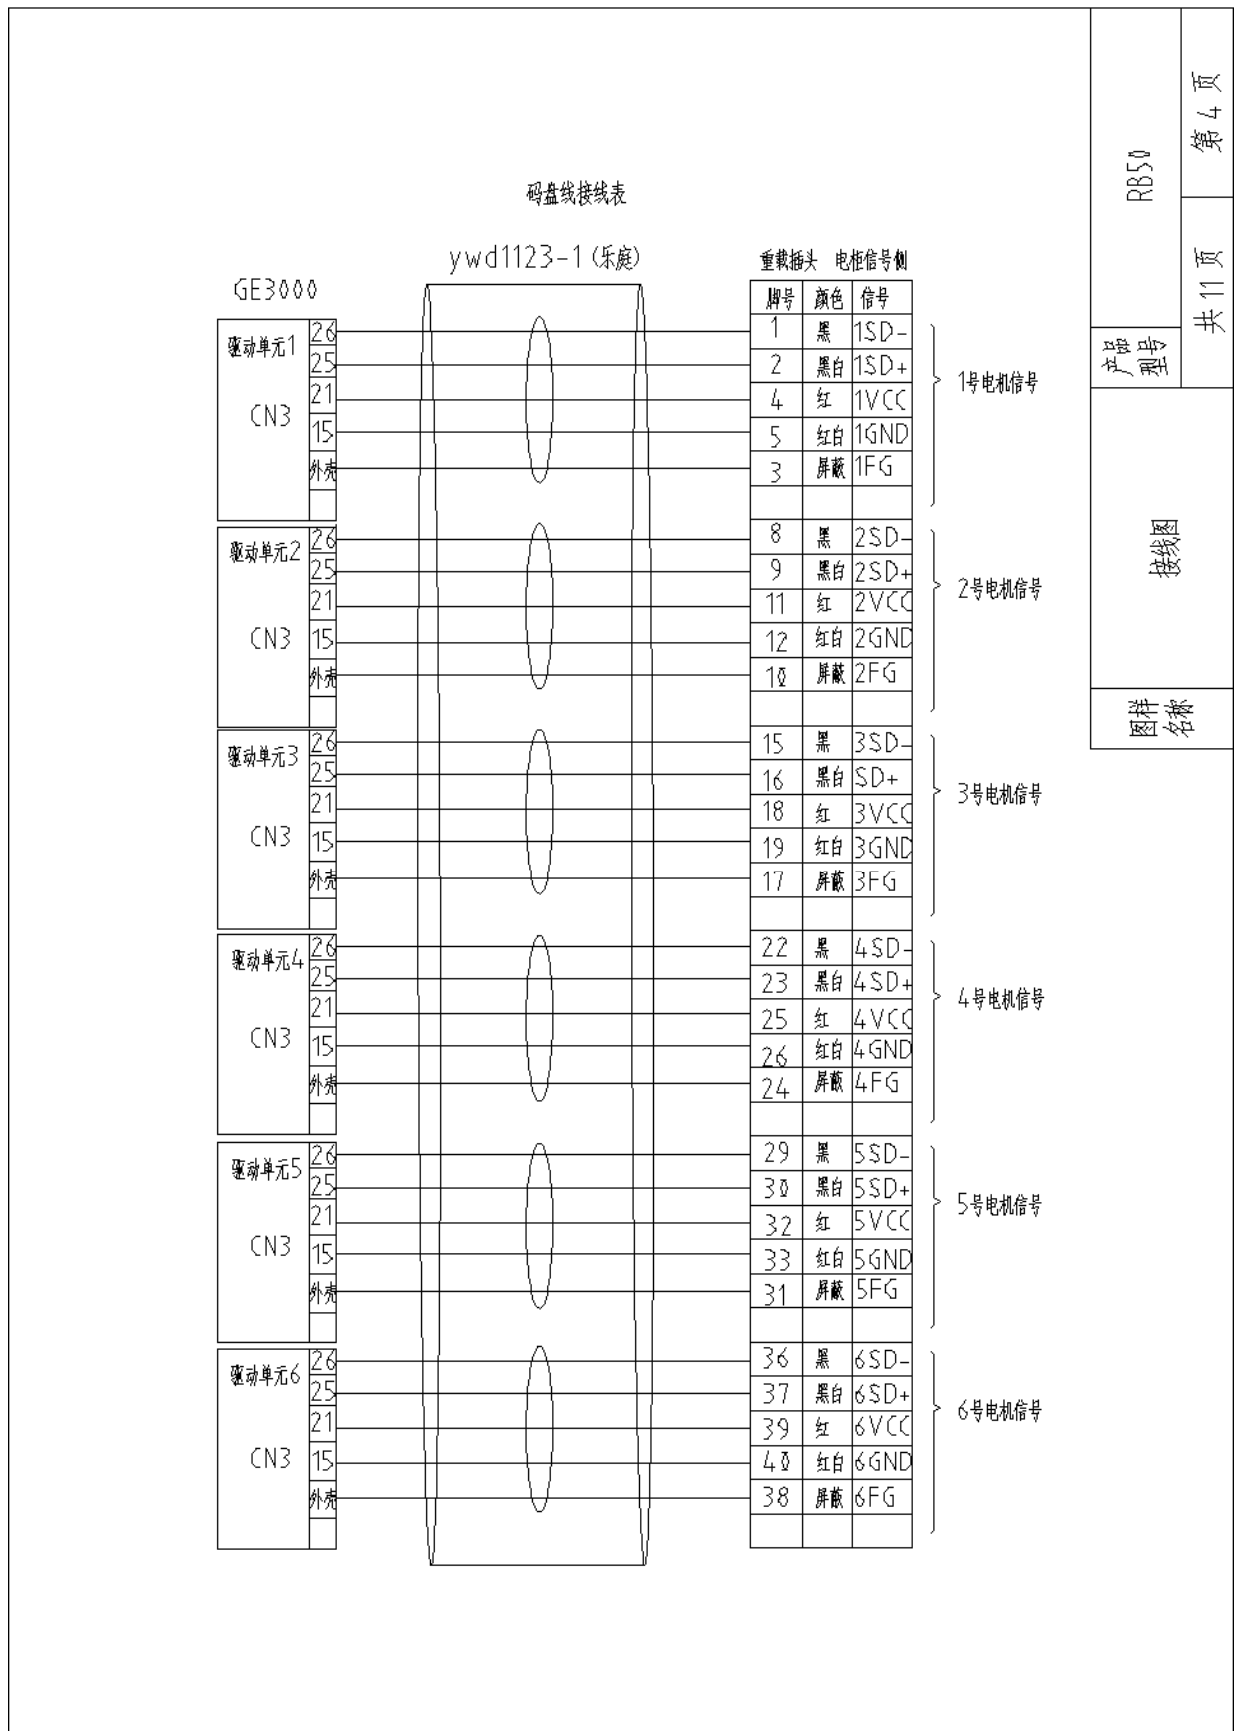 码盘线接线表
ywd1123-1(乐庭)
GE3000
重载插头 电柜信号侧
脚号 颜色 信号
驱动单元1
CN3
26 1 黑 1SD-
25 2 黑白 1SD+
21 4 红 1VCC
15 5 红白 1GND
外壳 3 屏蔽 1FG
1号电机信号
驱动单元2
CN3
26 8 黑 2SD-
25 9 黑白 2SD+
21 11 红 2VCC
15 12 红白 2GND
外壳 10 屏蔽 2FG
2号电机信号
驱动单元3
CN3
26 15 黑 3SD-
25 16 黑白 SD+
21 18 红 3VCC
15 19 红白 3GND
外壳 17 屏蔽 3FG
3号电机信号
驱动单元4
CN3
26 22 黑 4SD-
25 23 黑白 4SD+
21 25 红 4VCC
15 26 红白 4GND
外壳 24 屏蔽 4FG
4号电机信号
驱动单元5
CN3
26 29 黑 5SD-
25 30 黑白 5SD+
21 32 红 5VCC
15 33 红白 5GND
外壳 31 屏蔽 5FG
5号电机信号
驱动单元6
CN3
26 36 黑 6SD-
25 37 黑白 6SD+
21 39 红 6VCC
15 40 红白 6GND
外壳 38 屏蔽 6FG
6号电机信号
图样
名称
接线图
产品
型号
RB50
共 11 页
第 4 页